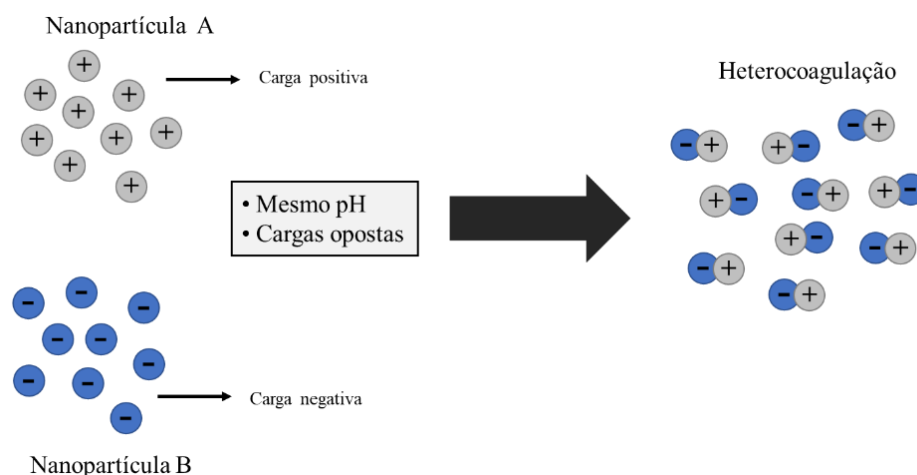 Nanopartícula A
Carga positiva
Heterocoagulação
• Mesmo pH
• Cargas opostas
Carga negativa
Nanopartícula B